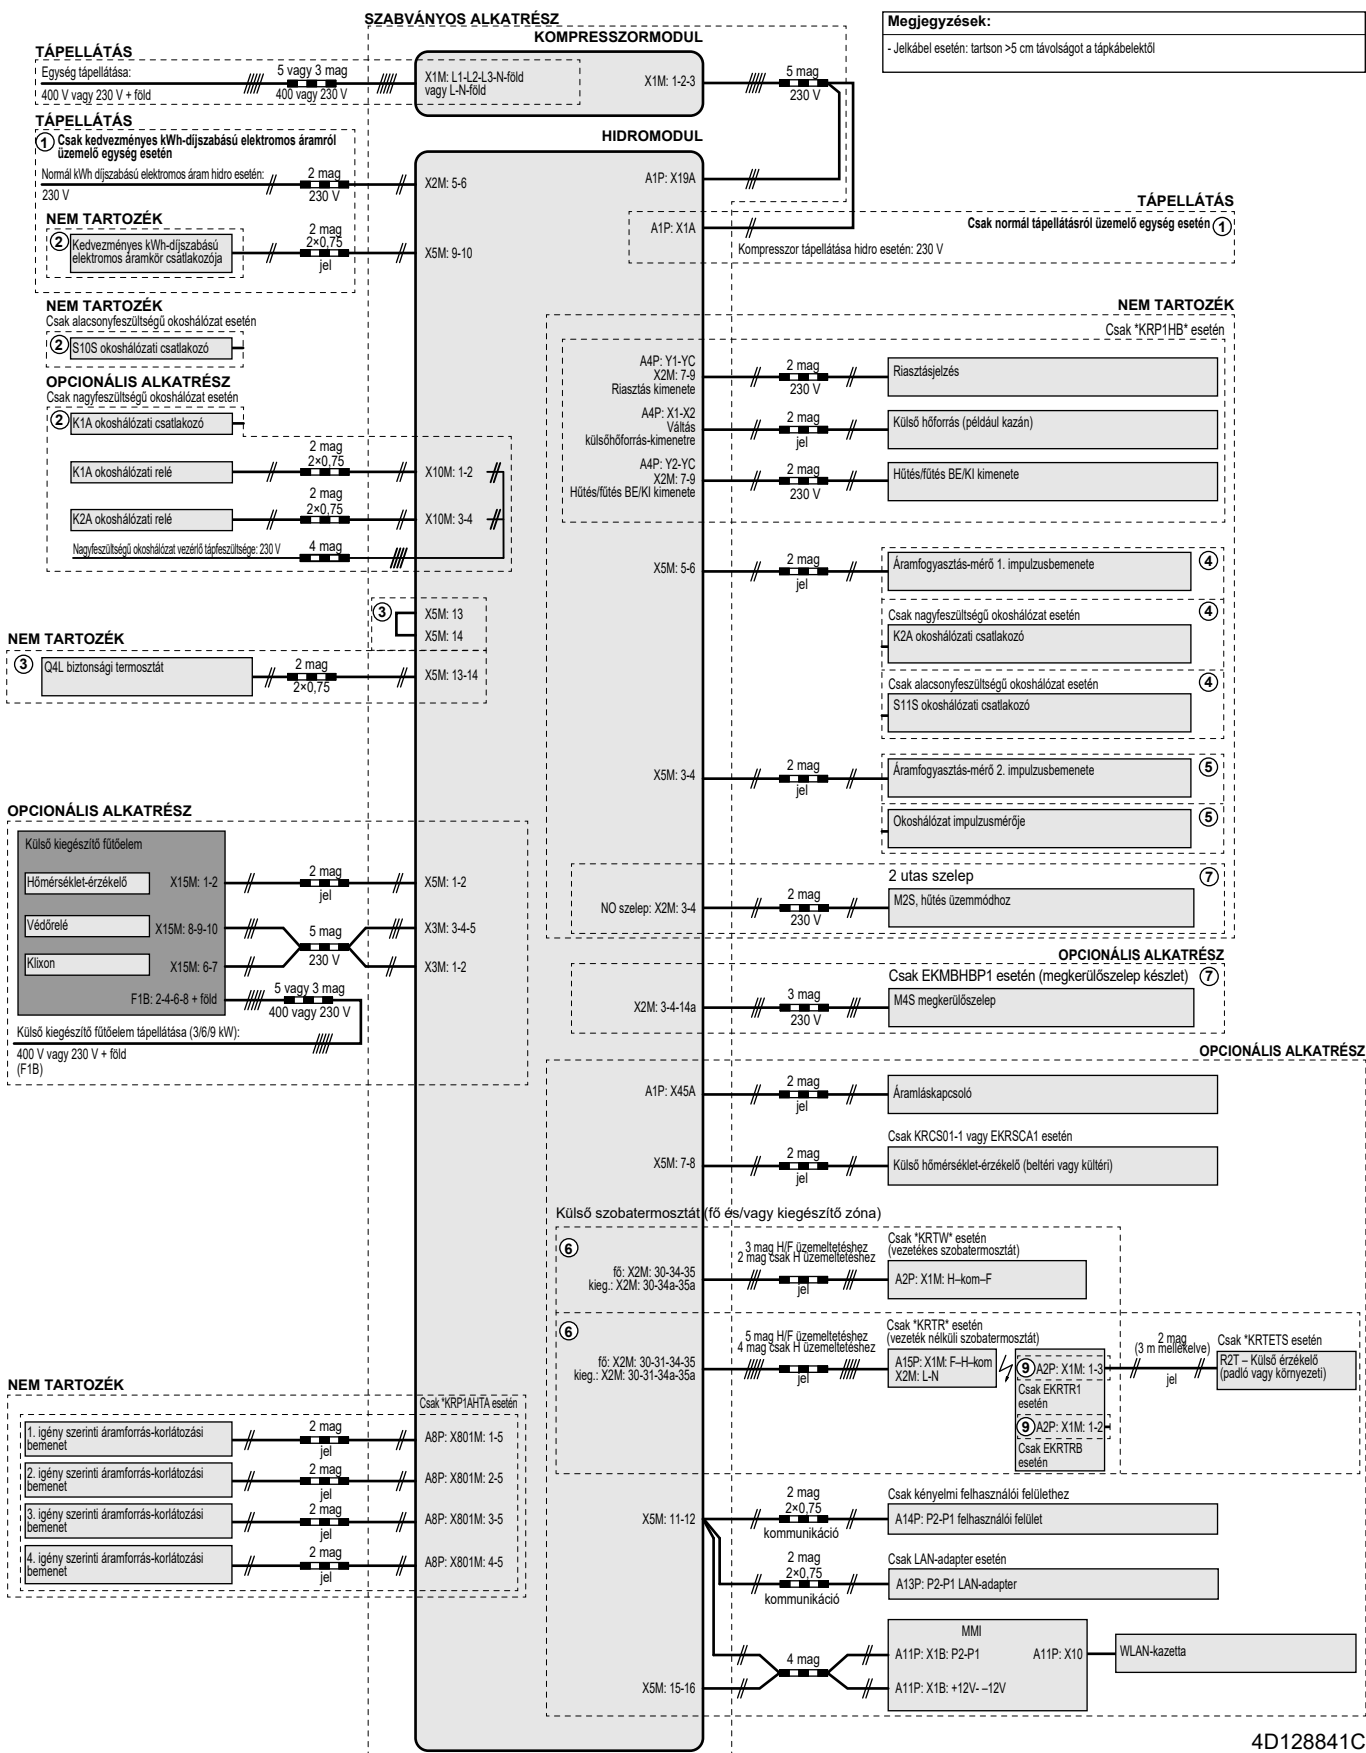 SZABVÁNYOS ALKATRÉSZ
KOMPRESSZORMODUL
Megjegyzések:
- Jelkábel esetén: tartson >5 cm távolságot a tápkábelektől
TÁPELLÁTÁS
Egység tápellátása:
400 V vagy 230 V + föld
5 vagy 3 mag
400 vagy 230 V
X1M: L1-L2-L3-N-föld
vagy L-N-föld
X1M: 1-2-3
5 mag
230 V
TÁPELLÁTÁS
① Csak kedvezményes kWh-díjszabású elektromos áramról
üzemelő egység esetén
Normál kWh díjszabású elektromos áram hidro esetén:
230 V
2 mag
230 V
X2M: 5-6
HIDROMODUL
A1P: X19A
NEM TARTOZÉK
② Kedvezményes kWh-díjszabású
elektromos áramkör csatlakozója
2 mag
2×0,75
jel
X5M: 9-10
TÁPELLÁTÁS
A1P: X1A
Csak normál tápellátásról üzemelő egység esetén ①
Kompresszor tápellátása hidro esetén: 230 V
NEM TARTOZÉK
Csak alacsonyfeszültségű okoshálózat esetén
② S10S okoshálózati csatlakozó
OPCIONÁLIS ALKATRÉSZ
Csak nagyfeszültségű okoshálózat esetén
② K1A okoshálózati csatlakozó
K1A okoshálózati relé
2 mag
2×0,75
X10M: 1-2
K2A okoshálózati relé
2 mag
2×0,75
X10M: 3-4
Nagyfeszültségű okoshálózat vezérlő tápfeszültsége: 230 V
4 mag
NEM TARTOZÉK
Csak *KRP1HB* esetén
A4P: Y1-YC
X2M: 7-9
Riasztás kimenete
2 mag
230 V
Riasztásjelzés
A4P: X1-X2
Váltás
külsőhőforrás-kimenetre
2 mag
jel
Külső hőforrás (például kazán)
A4P: Y2-YC
X2M: 7-9
Hűtés/fűtés BE/KI kimenete
2 mag
230 V
Hűtés/fűtés BE/KI kimenete
X5M: 5-6
2 mag
jel
Áramfogyasztás-mérő 1. impulzusbemenete
④
Csak nagyfeszültségű okoshálózat esetén
④
K2A okoshálózati csatlakozó
Csak alacsonyfeszültségű okoshálózat esetén
④
S11S okoshálózati csatlakozó
③
X5M: 13
X5M: 14
NEM TARTOZÉK
③ Q4L biztonsági termosztát
2 mag
2×0,75
X5M: 13-14
X5M: 3-4
2 mag
jel
Áramfogyasztás-mérő 2. impulzusbemenete
⑤
Okoshálózat impulzusmérője
⑤
2 utas szelep
⑦
NO szelep: X2M: 3-4
2 mag
230 V
M2S, hűtés üzemmódhoz
OPCIONÁLIS ALKATRÉSZ
Külső kiegészítő fűtőelem
Hőmérséklet-érzékelő
X15M: 1-2
2 mag
jel
X5M: 1-2
Védőrelé
X15M: 8-9-10
5 mag
230 V
X3M: 3-4-5
Klixon
X15M: 6-7
X3M: 1-2
F1B: 2-4-6-8 + föld
5 vagy 3 mag
400 vagy 230 V
Külső kiegészítő fűtőelem tápellátása (3/6/9 kW):
400 V vagy 230 V + föld
(F1B)
OPCIONÁLIS ALKATRÉSZ
Csak EKMBHBP1 esetén (megkerülőszelep készlet) ⑦
X2M: 3-4-14a
3 mag
230 V
M4S megkerülőszelep
OPCIONÁLIS ALKATRÉSZ
A1P: X45A
2 mag
jel
Áramláskapcsoló
Csak KRCS01-1 vagy EKRSCA1 esetén
X5M: 7-8
2 mag
jel
Külső hőmérséklet-érzékelő (beltéri vagy kültéri)
Külső szobatermosztát (fő és/vagy kiegészítő zóna)
⑥
fő: X2M: 30-34-35
kieg.: X2M: 30-34a-35a
3 mag H/F üzemeltetéshez
2 mag csak H üzemeltetéshez
jel
Csak *KRTW* esetén
(vezetékes szobatermosztát)
A2P: X1M: H–kom–F
⑥
fő: X2M: 30-31-34-35
kieg.: X2M: 30-31-34a-35a
5 mag H/F üzemeltetéshez
4 mag csak H üzemeltetéshez
jel
Csak *KRTR* esetén
(vezeték nélküli szobatermosztát)
A15P: X1M: F–H–kom
X2M: L-N
⑨ A2P: X1M: 1-3
Csak EKRTR1
esetén
⑨ A2P: X1M: 1-2
Csak EKRTRB
esetén
2 mag
(3 m mellékelve)
jel
Csak *KRTETS esetén
R2T – Külső érzékelő
(padló vagy környezeti)
NEM TARTOZÉK
Csak *KRP1AHTA esetén
1. igény szerinti áramforrás-korlátozási
bemenet
2 mag
jel
A8P: X801M: 1-5
2. igény szerinti áramforrás-korlátozási
bemenet
2 mag
jel
A8P: X801M: 2-5
3. igény szerinti áramforrás-korlátozási
bemenet
2 mag
jel
A8P: X801M: 3-5
4. igény szerinti áramforrás-korlátozási
bemenet
2 mag
jel
A8P: X801M: 4-5
X5M: 11-12
2 mag
2×0,75
kommunikáció
Csak kényelmi felhasználói felülethez
A14P: P2-P1 felhasználói felület
2 mag
2×0,75
kommunikáció
Csak LAN-adapter esetén
A13P: P2-P1 LAN-adapter
X5M: 15-16
4 mag
MMI
A11P: X1B: P2-P1
A11P: X10
A11P: X1B: +12V- –12V
WLAN-kazetta
4D128841C